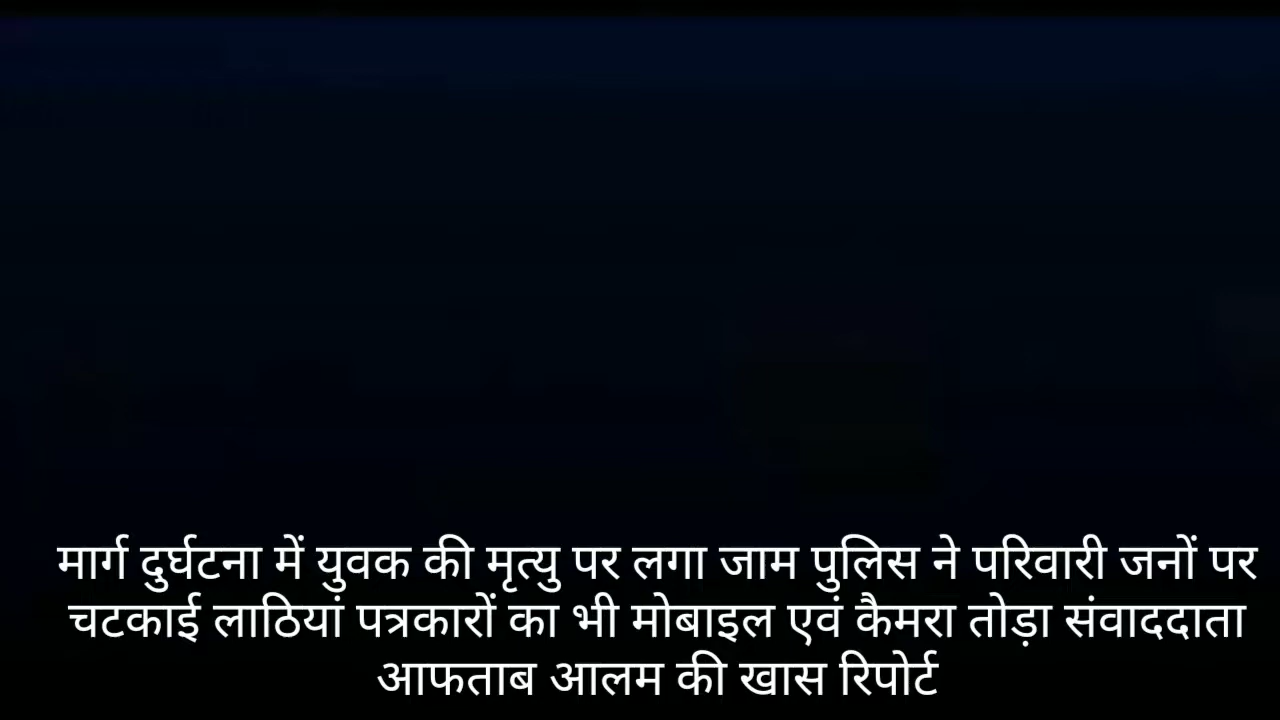 मार्ग दुर्घटना में युवक की मृत्यु पर लगा जाम पुलिस ने परिवारी जनों पर
चटकाई लाठियां पत्रकारों का भी मोबाइल एवं कैमरा तोड़ा संवाददाता
आफताब आलम की खास रिपोर्ट